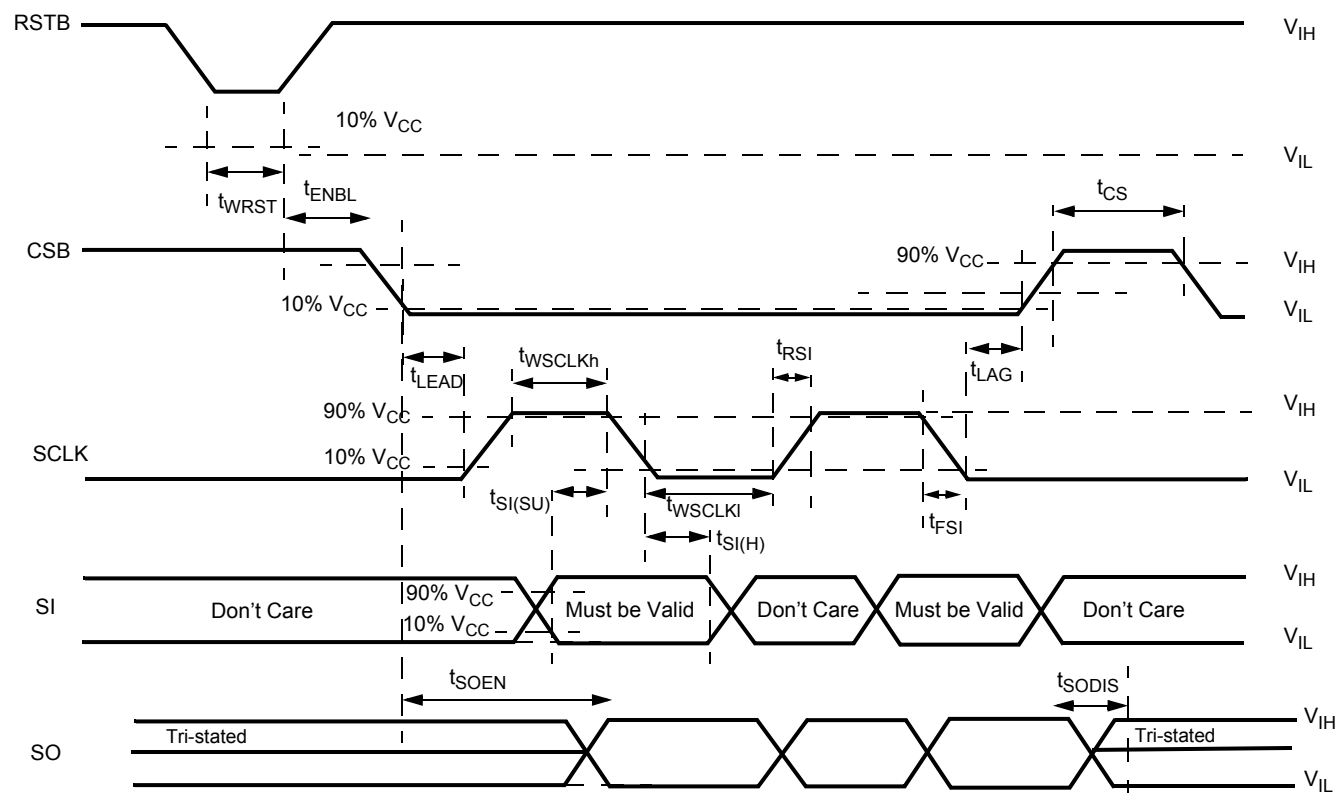 RSTB
V_IH
10% V_CC
V_IL
t_WRST
t_ENBL
t_CS
CSB
90% V_CC
V_IH
10% V_CC
V_IL
t_LEAD
t_WSCLKh
t_RSI
t_LAG
90% V_CC
V_IH
SCLK
10% V_CC
V_IL
t_SI(SU)
t_WSCLKl
t_FSI
t_SI(H)
SI
Don't Care
90% V_CC
10% V_CC
Must be Valid
Don't Care
Must be Valid
Don't Care
V_IH
V_IL
t_SOEN
t_SODIS
SO
Tri-stated
Tri-stated
V_IH
V_IL